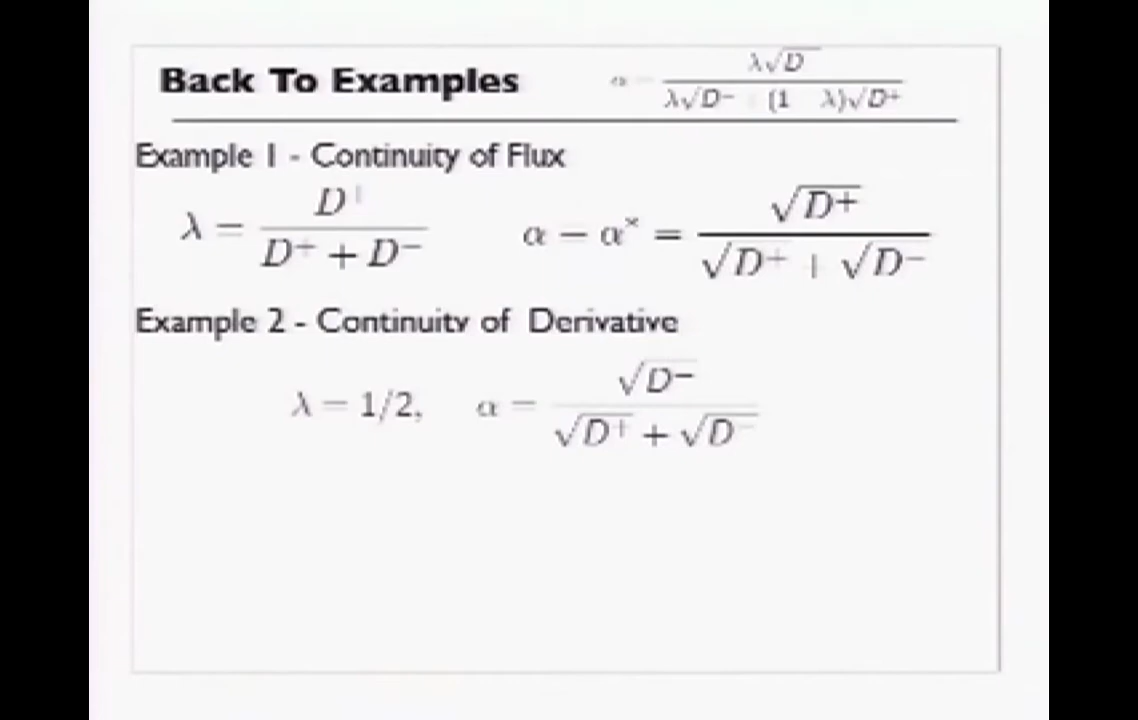 Back To Examples
α = λ√D⁻ / (λ√D⁻ + (1 − λ)√D⁺)
Example 1 - Continuity of Flux
λ = D⁺ / (D⁺ + D⁻) α = α* = √D⁺ / (√D⁺ + √D⁻)
Example 2 - Continuity of Derivative
λ = 1/2, α = √D⁻ / (√D⁺ + √D⁻)